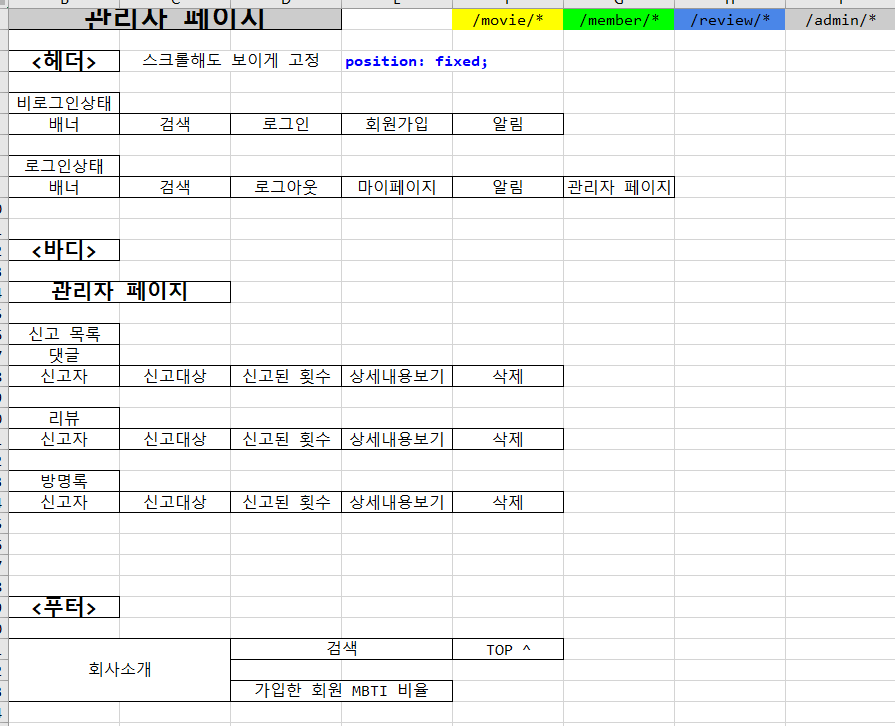 관리자 페이지 /movie/* /member/* /review/* /admin/*
<헤더> 스크롤해도 보이게 고정 position: fixed;
비로그인상태
배너 검색 로그인 회원가입 알림
로그인상태
배너 검색 로그아웃 마이페이지 알림 관리자 페이지
<바디>
관리자 페이지
신고 목록
댓글
신고자 신고대상 신고된 횟수 상세내용보기 삭제
리뷰
신고자 신고대상 신고된 횟수 상세내용보기 삭제
방명록
신고자 신고대상 신고된 횟수 상세내용보기 삭제
<푸터>
검색 TOP ^
회사소개
가입한 회원 MBTI 비율